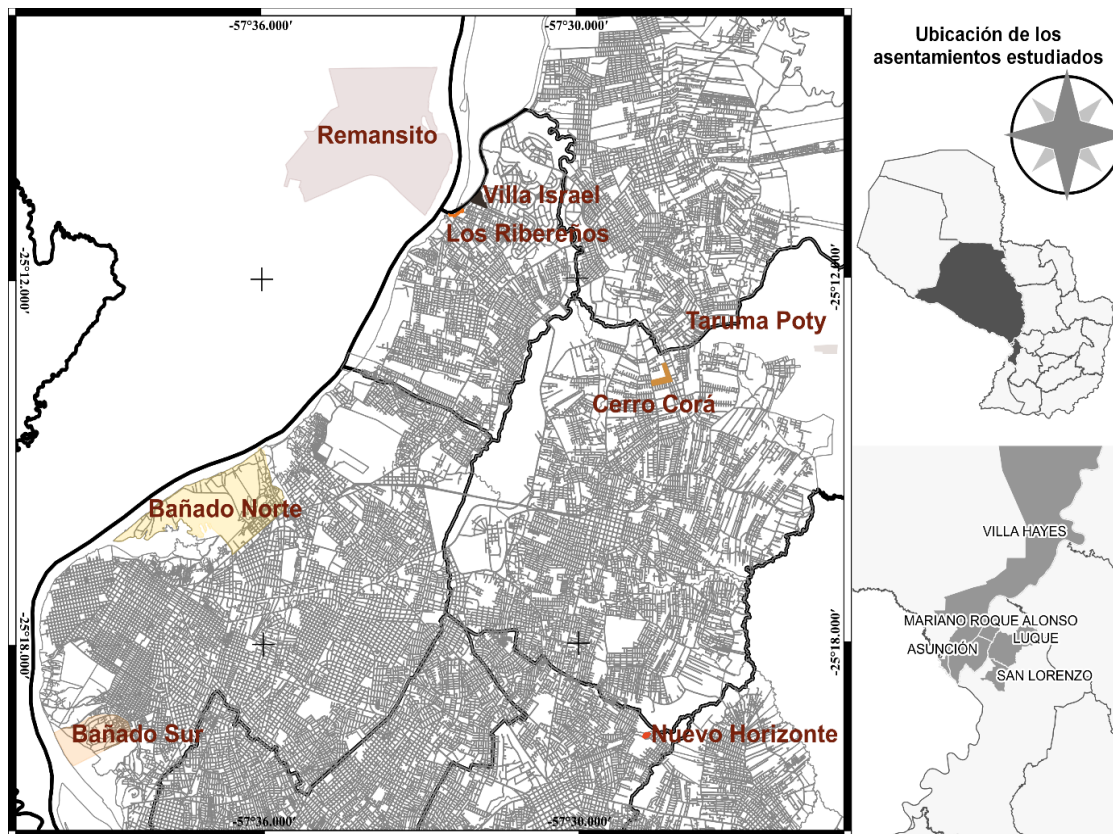 -57°36.000′
-57°30.000′
Ubicación de los
asentamientos estudiados
Remansito
Villa Israel
Los Ribereños
-25°12.000′
-25°12.000′
Taruma Poty
Cerro Corá
Bañado Norte
VILLA HAYES
MARIANO ROQUE ALONSO
LUQUE
ASUNCIÓN
SAN LORENZO
-25°18.000′
-25°18.000′
Bañado Sur
Nuevo Horizonte
-57°36.000′
-57°30.000′